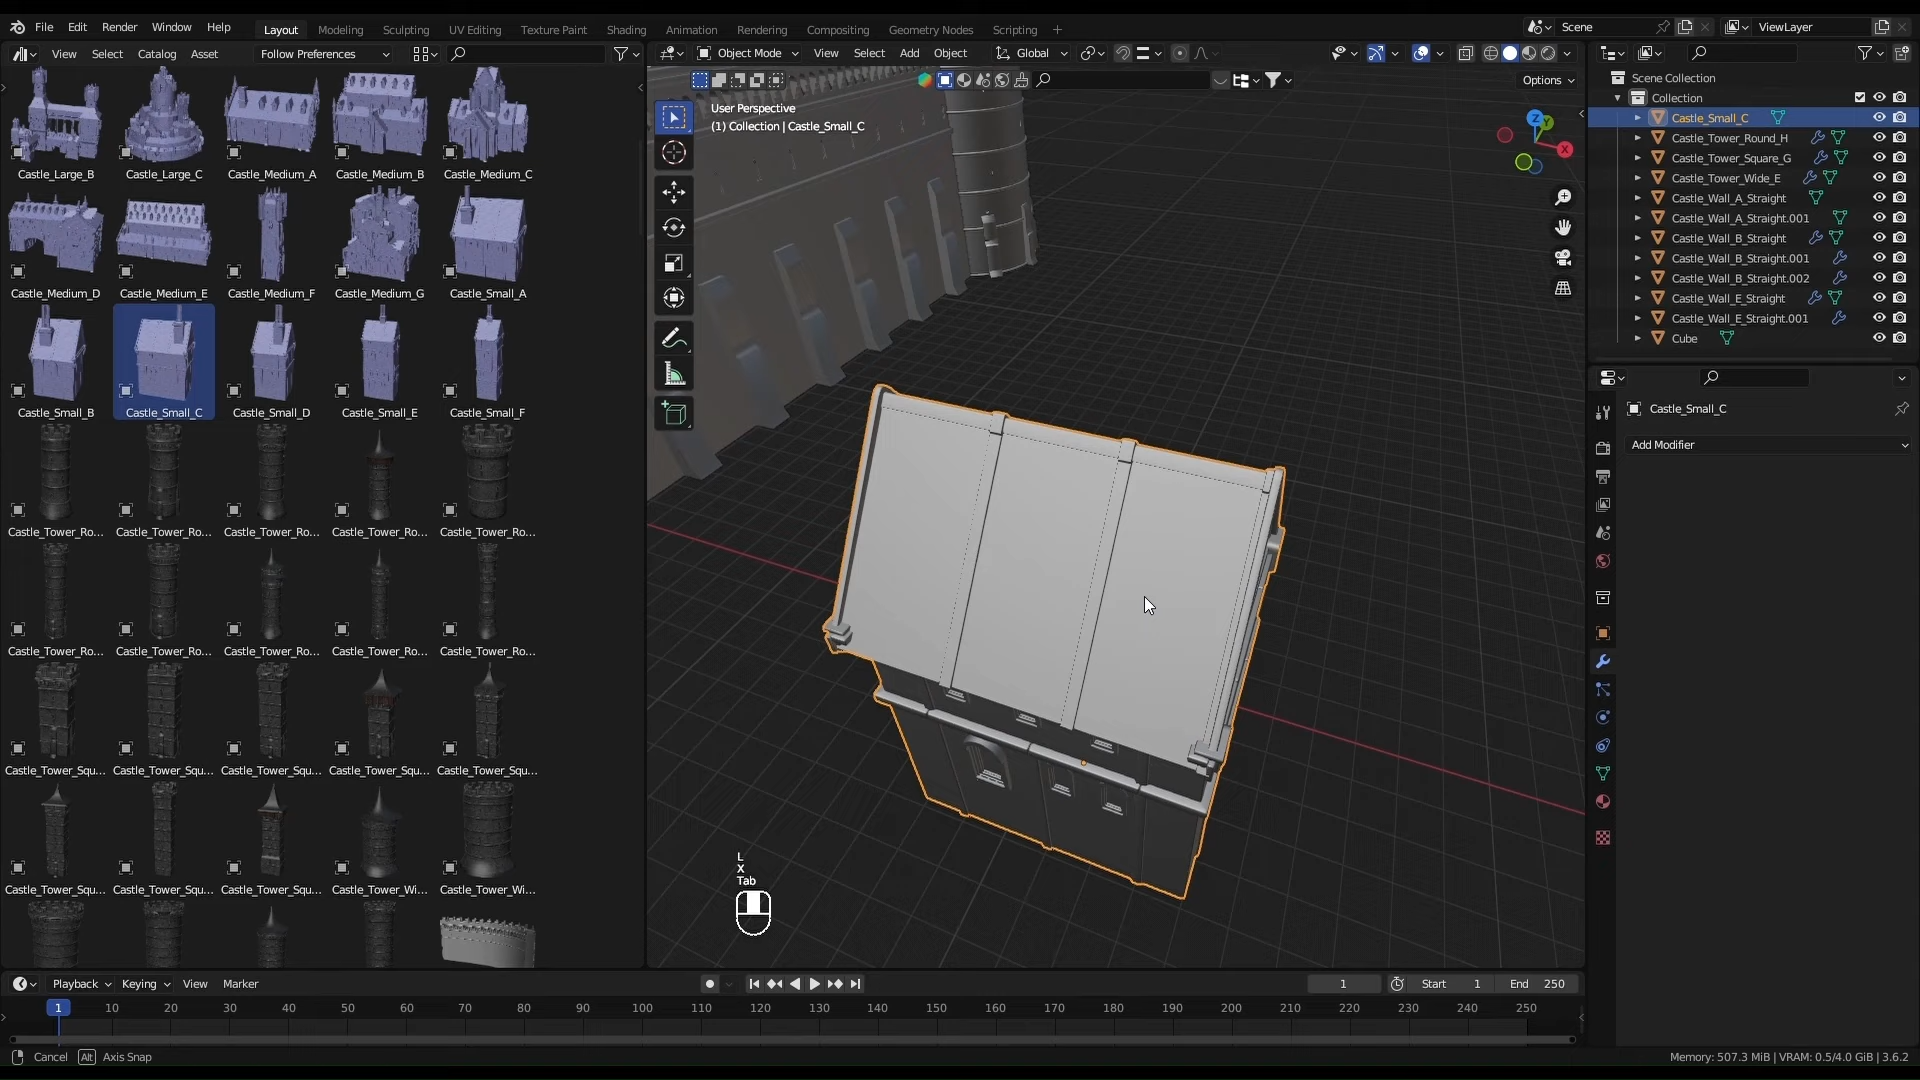 File Edit Render Window Help Layout Modeling Sculpting UV Editing Texture Paint Shading Animation Rendering Compositing Geometry Nodes Scripting + Scene ViewLayer
View Select Catalog Asset Follow Preferences Object Mode View Select Add Object Global
Options
User Perspective
(1) Collection | Castle_Small_C
Castle_Large_B Castle_Large_C Castle_Medium_A Castle_Medium_B Castle_Medium_C
Castle_Medium_D Castle_Medium_E Castle_Medium_F Castle_Medium_G Castle_Small_A
Castle_Small_B Castle_Small_C Castle_Small_D Castle_Small_E Castle_Small_F
Castle_Tower_Ro... Castle_Tower_Ro... Castle_Tower_Ro... Castle_Tower_Ro... Castle_Tower_Ro...
Castle_Tower_Ro... Castle_Tower_Ro... Castle_Tower_Ro... Castle_Tower_Ro... Castle_Tower_Ro...
Castle_Tower_Squ... Castle_Tower_Squ... Castle_Tower_Squ... Castle_Tower_Squ... Castle_Tower_Squ...
Castle_Tower_Squ... Castle_Tower_Squ... Castle_Tower_Squ... Castle_Tower_Wi... Castle_Tower_Wi...
Z
Y
X
L
X
Tab
Scene Collection
Collection
Castle_Small_C
Castle_Tower_Round_H
Castle_Tower_Square_G
Castle_Tower_Wide_E
Castle_Wall_A_Straight
Castle_Wall_A_Straight.001
Castle_Wall_B_Straight
Castle_Wall_B_Straight.001
Castle_Wall_B_Straight.002
Castle_Wall_E_Straight
Castle_Wall_E_Straight.001
Cube
Castle_Small_C
Add Modifier
Playback Keying View Marker 1 Start 1 End 250
1 10 20 30 40 50 60 70 80 90 100 110 120 130 140 150 160 170 180 190 200 210 220 230 240 250
Cancel Alt Axis Snap Memory: 507.3 MiB | VRAM: 0.5/4.0 GiB | 3.6.2